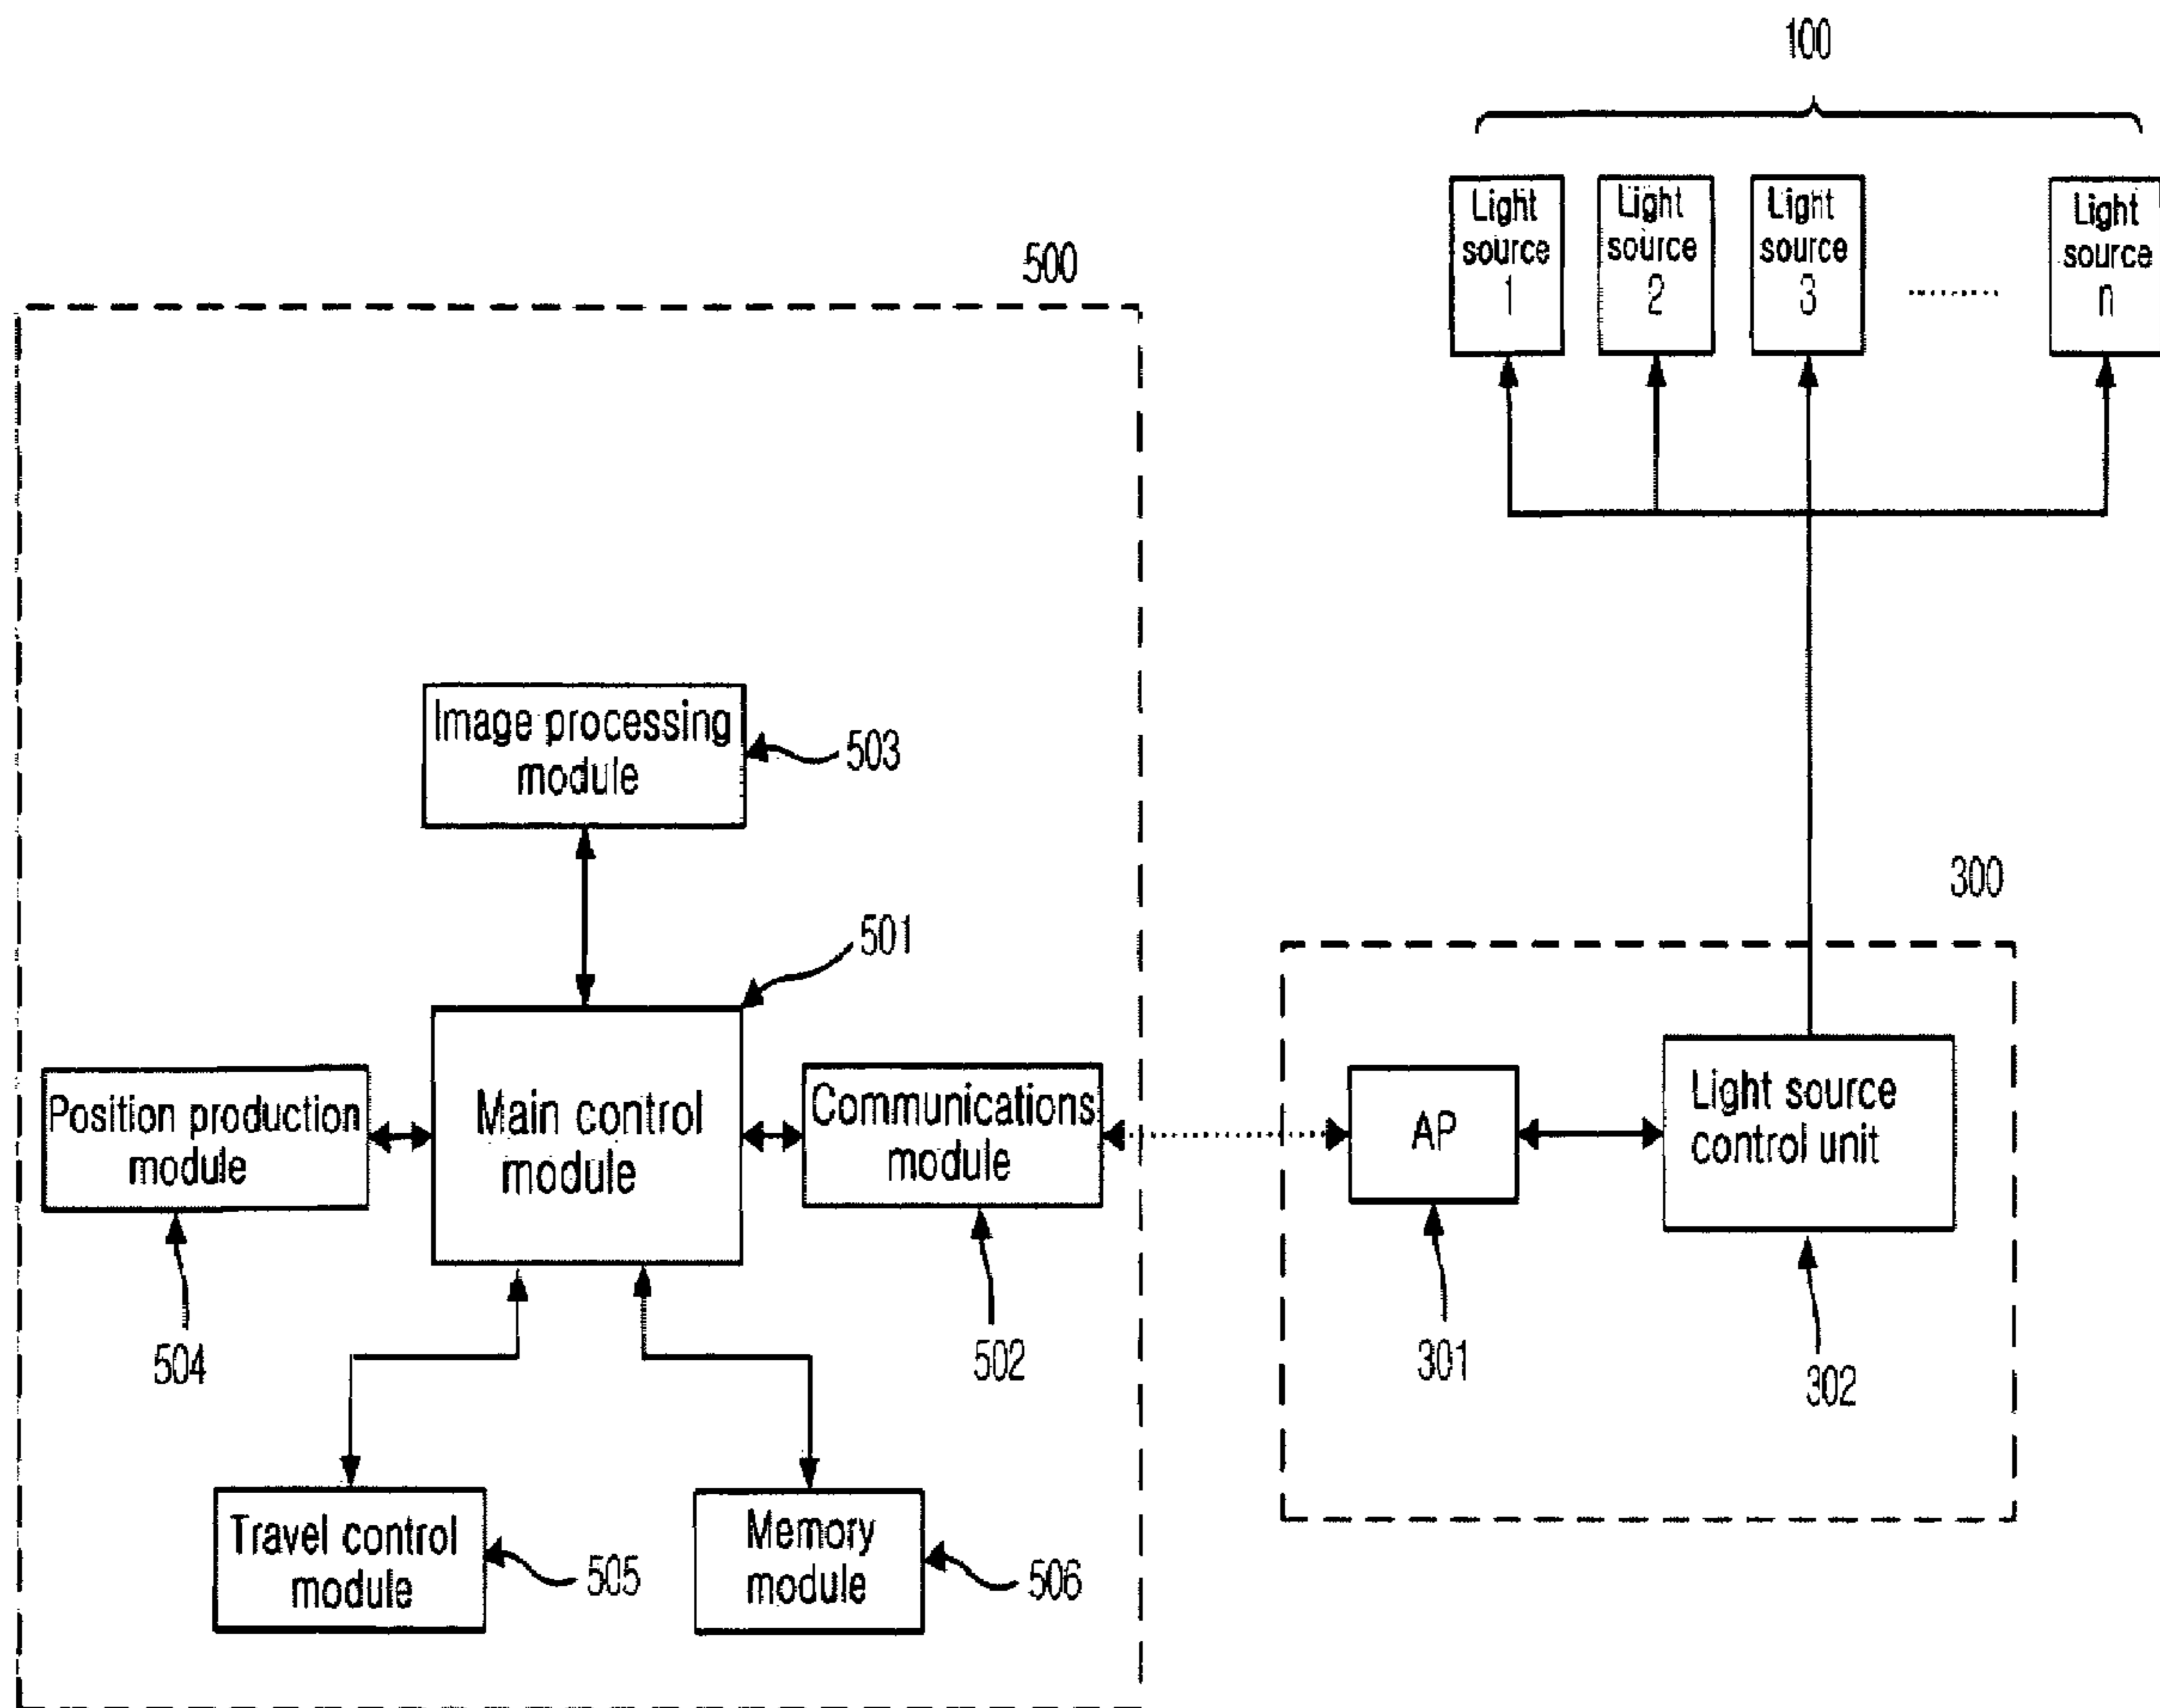 100
Light
source
1
Light
source
2
Light
source
3
Light
source
n
500
Image processing
module
503
501
300
Position production
module
Main control
module
Communications
module
AP
Light source
control unit
504
502
301
302
Travel control
module
505
Memory
module
506